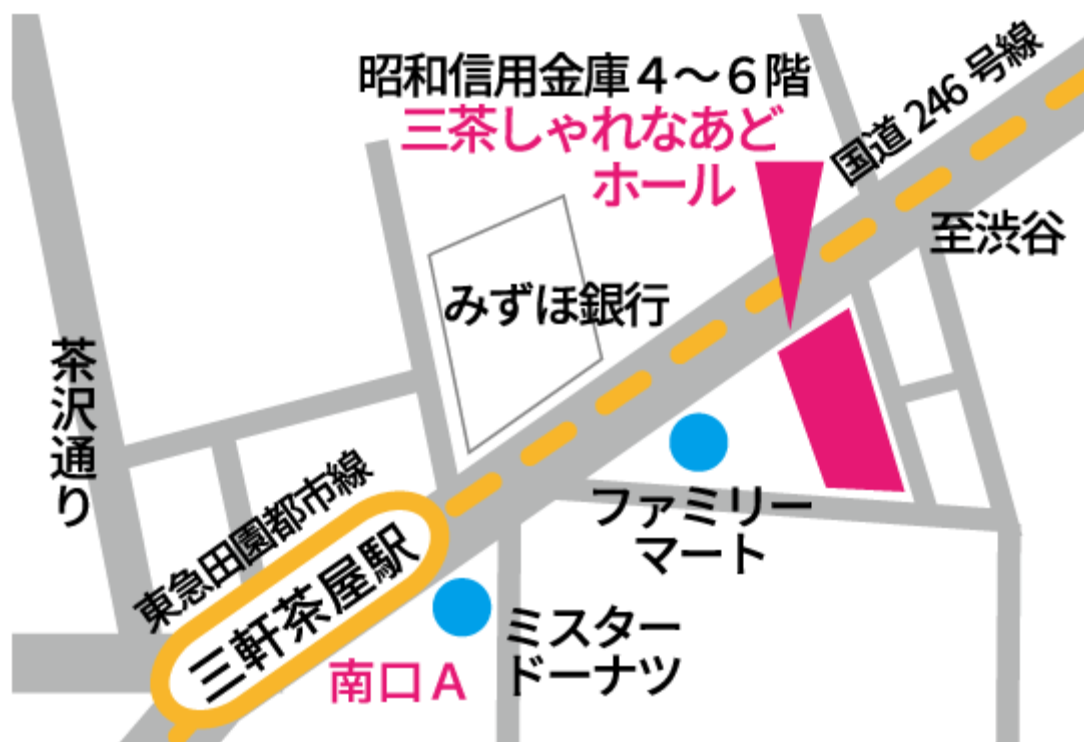 昭和信用金庫４～６階
三茶しゃれなあど
ホール
国道 246 号線
至渋谷
みずほ銀行
茶沢通り
ファミリー
マート
東急田園都市線
三軒茶屋駅
ミスター
ドーナツ
南口 A